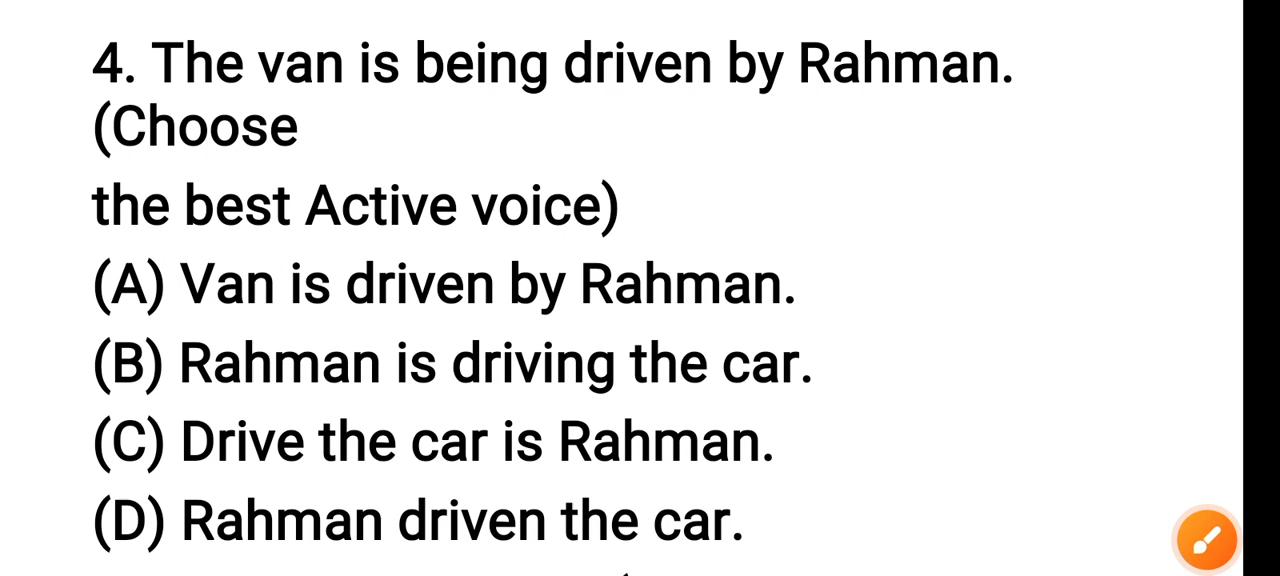 4. The van is being driven by Rahman.
(Choose
the best Active voice)
(A) Van is driven by Rahman.
(B) Rahman is driving the car.
(C) Drive the car is Rahman.
(D) Rahman driven the car.